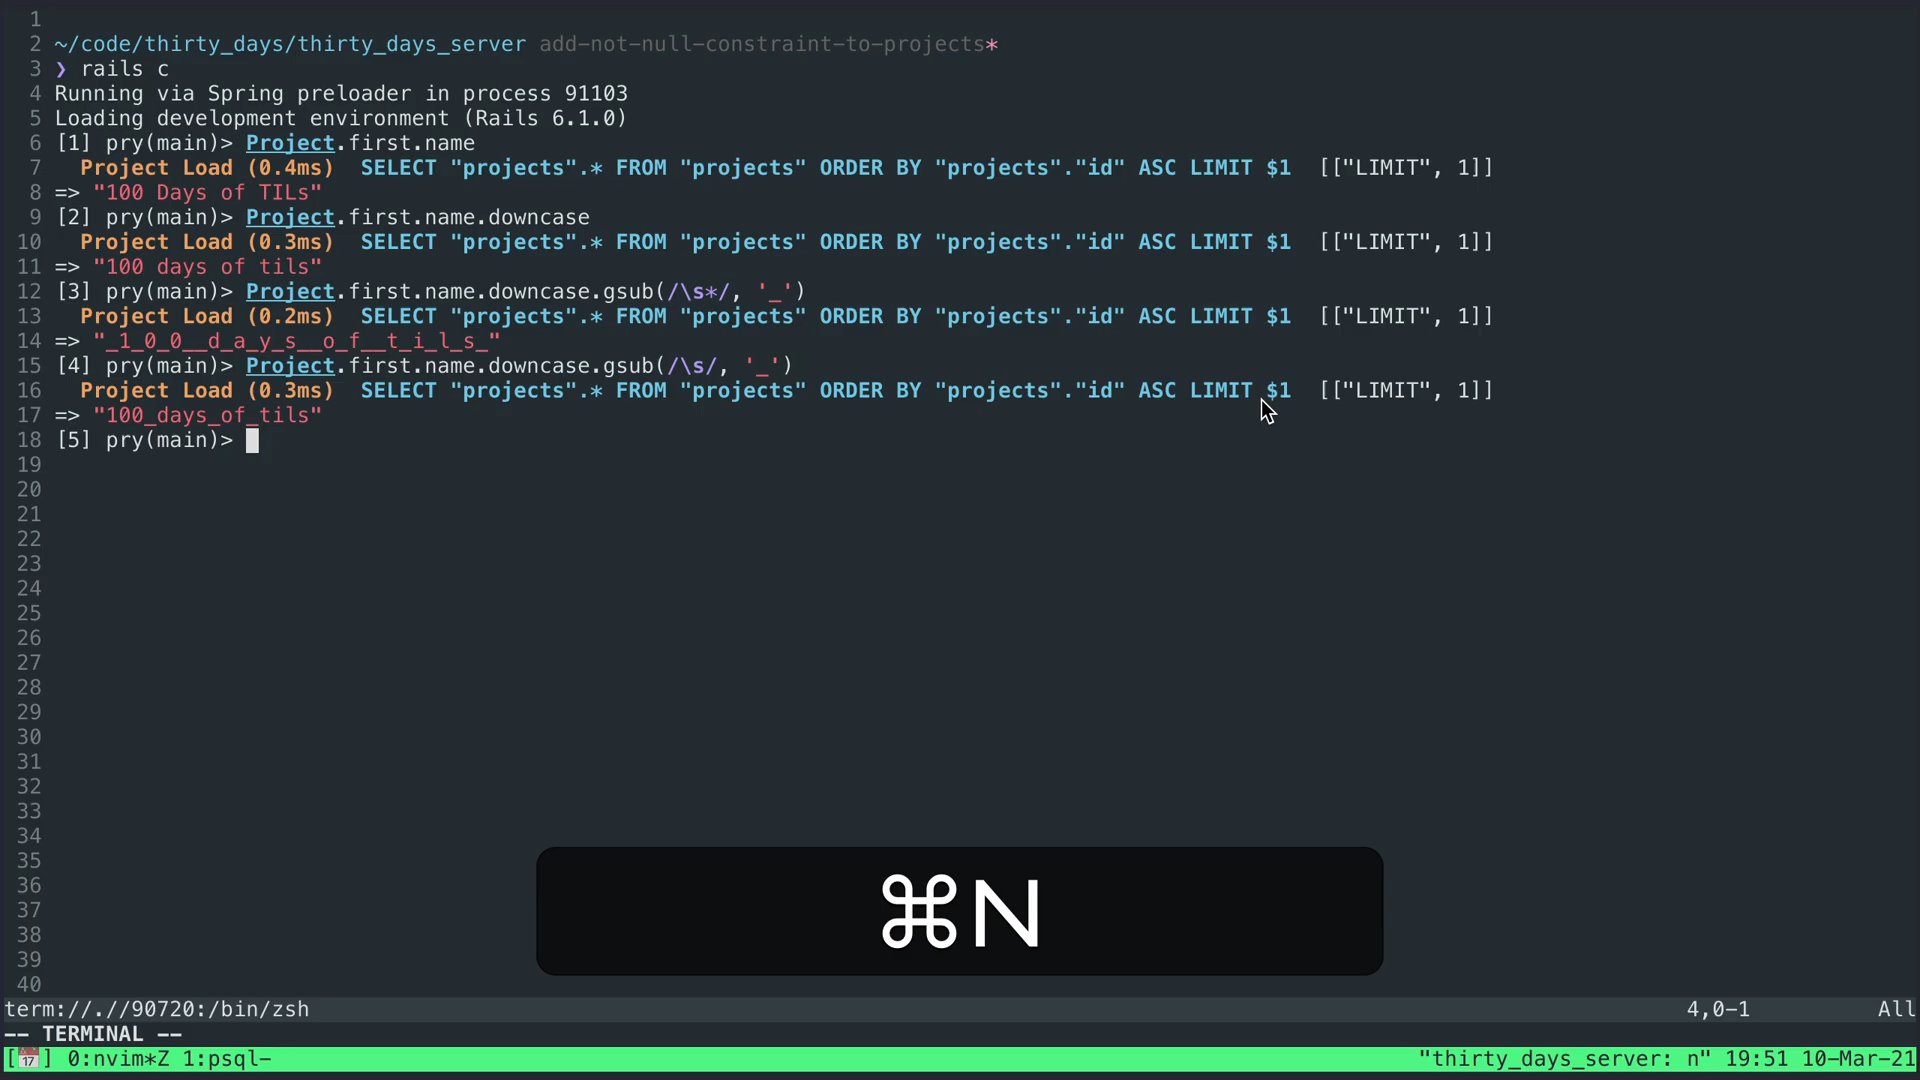 1
2 ~/code/thirty_days/thirty_days_server add-not-null-constraint-to-projects*
3 ❯ rails c
4 Running via Spring preloader in process 91103
5 Loading development environment (Rails 6.1.0)
6 [1] pry(main)> Project.first.name
7   Project Load (0.4ms)  SELECT "projects".* FROM "projects" ORDER BY "projects"."id" ASC LIMIT $1  [["LIMIT", 1]]
8 => "100 Days of TILs"
9 [2] pry(main)> Project.first.name.downcase
10   Project Load (0.3ms)  SELECT "projects".* FROM "projects" ORDER BY "projects"."id" ASC LIMIT $1  [["LIMIT", 1]]
11 => "100 days of tils"
12 [3] pry(main)> Project.first.name.downcase.gsub(/\s*/, '_')
13   Project Load (0.2ms)  SELECT "projects".* FROM "projects" ORDER BY "projects"."id" ASC LIMIT $1  [["LIMIT", 1]]
14 => "_1_0_0__d_a_y_s__o_f__t_i_l_s_"
15 [4] pry(main)> Project.first.name.downcase.gsub(/\s/, '_')
16   Project Load (0.3ms)  SELECT "projects".* FROM "projects" ORDER BY "projects"."id" ASC LIMIT $1  [["LIMIT", 1]]
17 => "100_days_of_tils"
18 [5] pry(main)>
19
20
21
22
23
24
25
26
27
28
29
30
31
32
33
34
35
36
37
38
39
40
⌘N
term://.//90720:/bin/zsh 4,0-1 All
-- TERMINAL --
[📅] 0:nvim*Z 1:psql- "thirty_days_server: n" 19:51 10-Mar-21